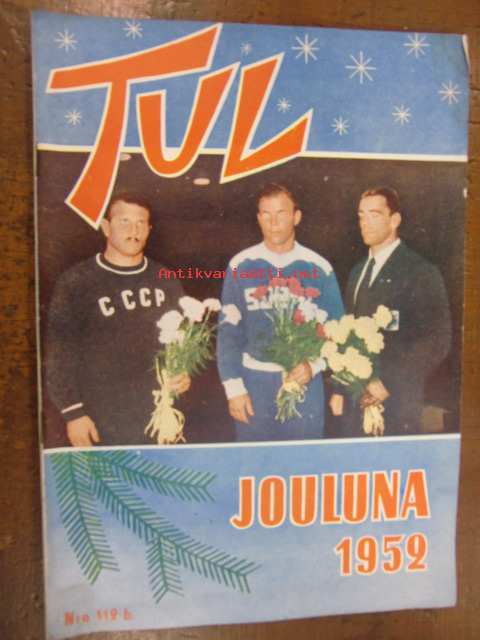 TUL
Antikvariaatti.net
CCCP
JOULUNA
1952
N:o 112 b.